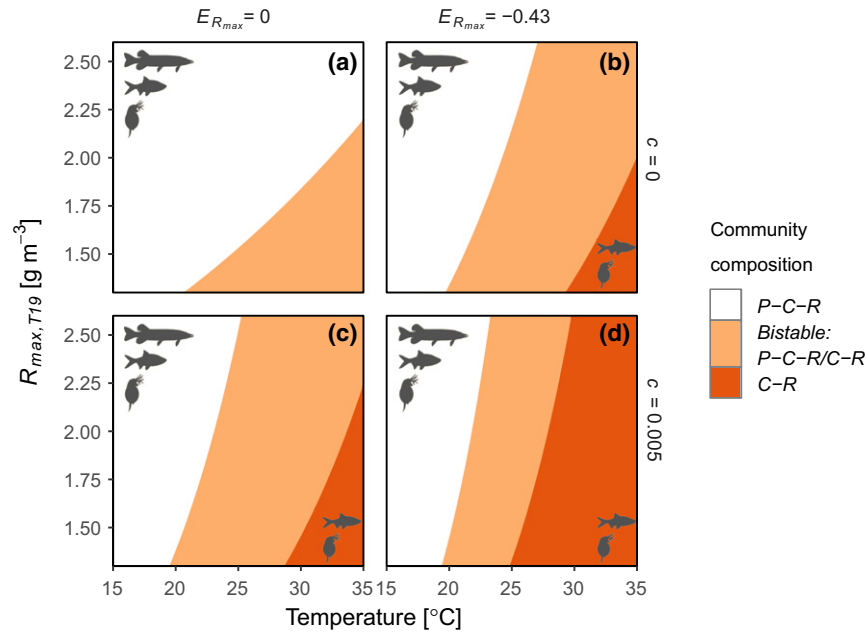 E_{R_{max}} = 0
E_{R_{max}} = −0.43
(a)
(b)
2.50
2.25
2.00
1.75
1.50
c = 0
(c)
(d)
2.50
2.25
2.00
1.75
1.50
c = 0.005
R_{max,T19} [g m^{−3}]
15 20 25 30 35
15 20 25 30 35
Temperature [°C]
Community
composition
P−C−R
Bistable:
P−C−R/C−R
C−R